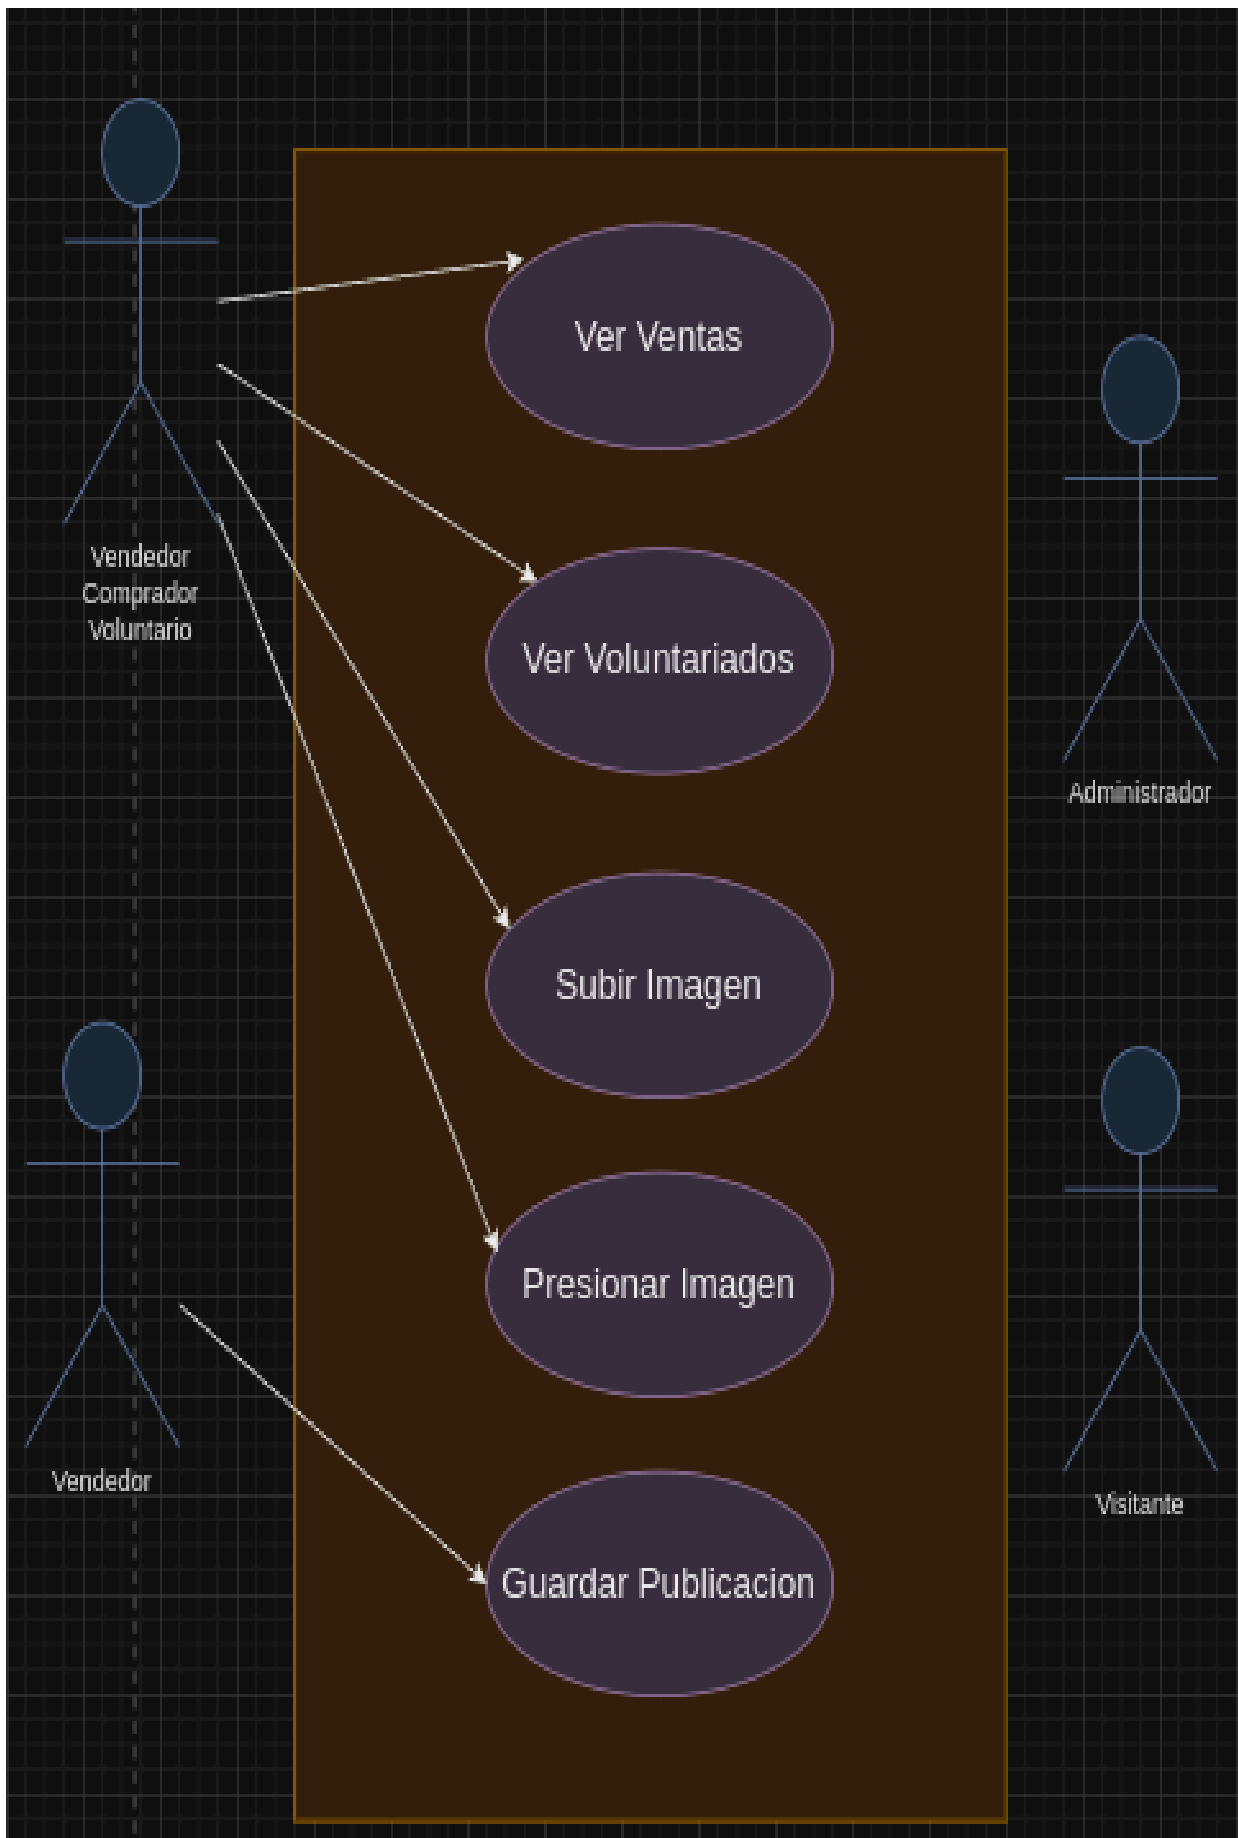 Ver Ventas
Vendedor
Comprador
Voluntario
Ver Voluntariados
Administrador
Subir Imagen
Presionar Imagen
Vendedor
Visitante
Guardar Publicacion